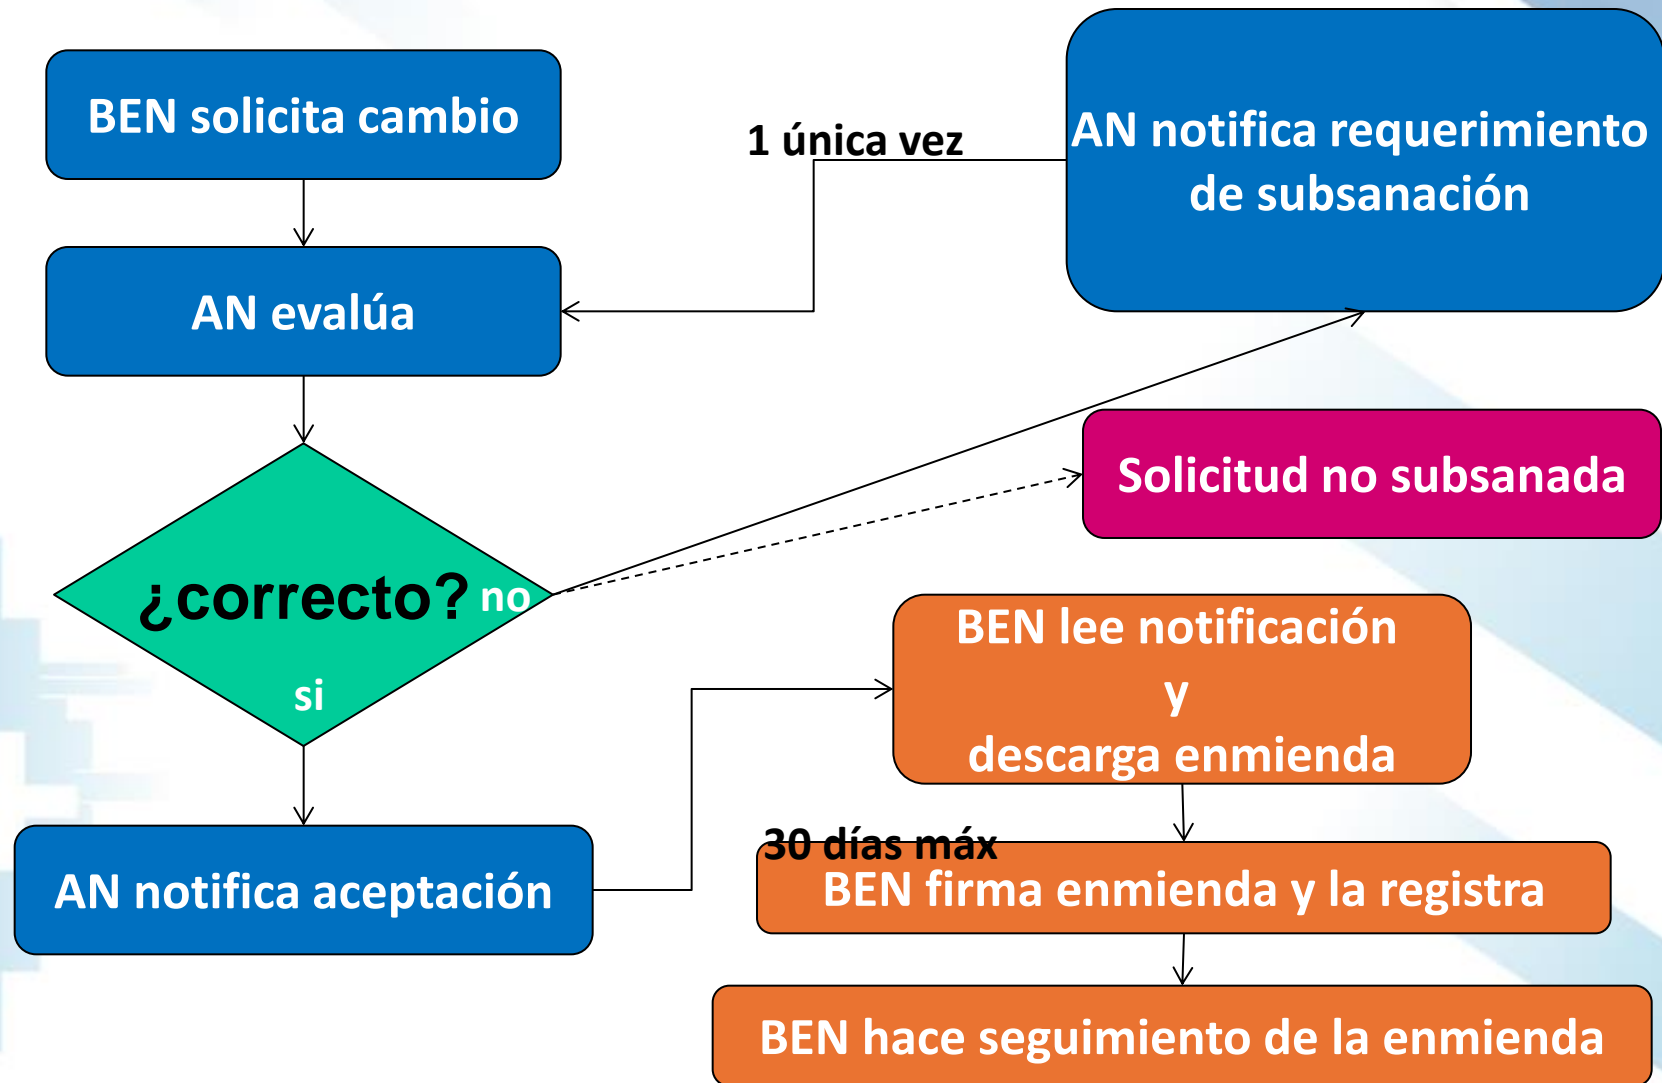 BEN solicita cambio
1 única vez
AN notifica requerimiento
de subsanación
AN evalúa
Solicitud no subsanada
¿correcto?
no
si
BEN lee notificación
y
descarga enmienda
30 días máx
AN notifica aceptación
BEN firma enmienda y la registra
BEN hace seguimiento de la enmienda